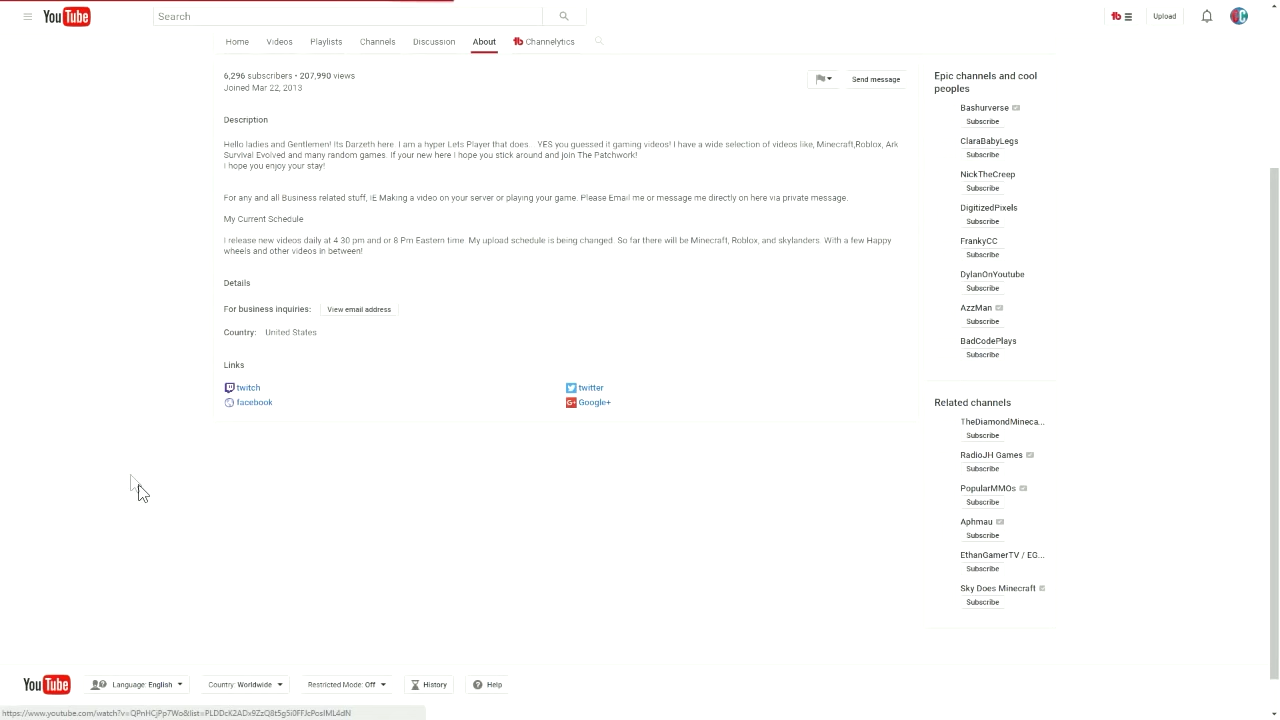 YouTube
Search
Upload
Home Videos Playlists Channels Discussion About Channelytics
6,296 subscribers • 207,990 views
Joined Mar 22, 2013
Send message
Description
Hello ladies and Gentlemen! Its Darzeth here. I am a hyper Lets Player that does... YES you guessed it gaming videos! I have a wide selection of videos like, Minecraft,Roblox, Ark
Survival Evolved and many random games. If your new here I hope you stick around and join The Patchwork!
I hope you enjoy your stay!
For any and all Business related stuff, iE Making a video on your server or playing your game. Please Email me or message me directly on here via private message.
My Current Schedule
I release new videos daily at 4 30 pm and or 8 Pm Eastern time. My upload schedule is being changed. So far there will be Minecraft, Roblox, and skylanders. With a few Happy
wheels and other videos in between!
Details
For business inquiries: View email address
Country: United States
Links
twitch twitter
facebook Google+
Epic channels and cool
peoples
Bashurverse
Subscribe
ClaraBabyLegs
Subscribe
NickTheCreep
Subscribe
DigitizedPixels
Subscribe
FrankyCC
Subscribe
DylanOnYoutube
Subscribe
AzzMan
Subscribe
BadCodePlays
Subscribe
Related channels
TheDiamondMineca...
Subscribe
RadioJH Games
Subscribe
PopularMMOs
Subscribe
Aphmau
Subscribe
EthanGamerTV / EG...
Subscribe
Sky Does Minecraft
Subscribe
YouTube Language: English Country: Worldwide Restricted Mode: Off History Help